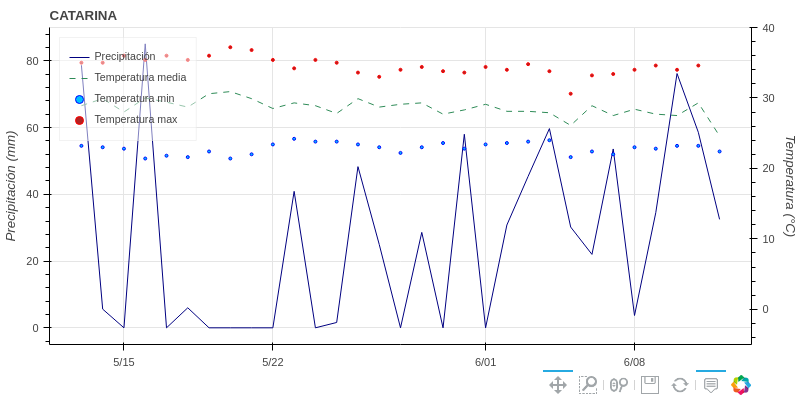 CATARINA
Precipitación
Temperatura media
Temperatura min
Temperatura max
Precipitación (mm)
80
60
40
20
0
Temperatura (°C)
40
30
20
10
0
5/15
5/22
6/01
6/08